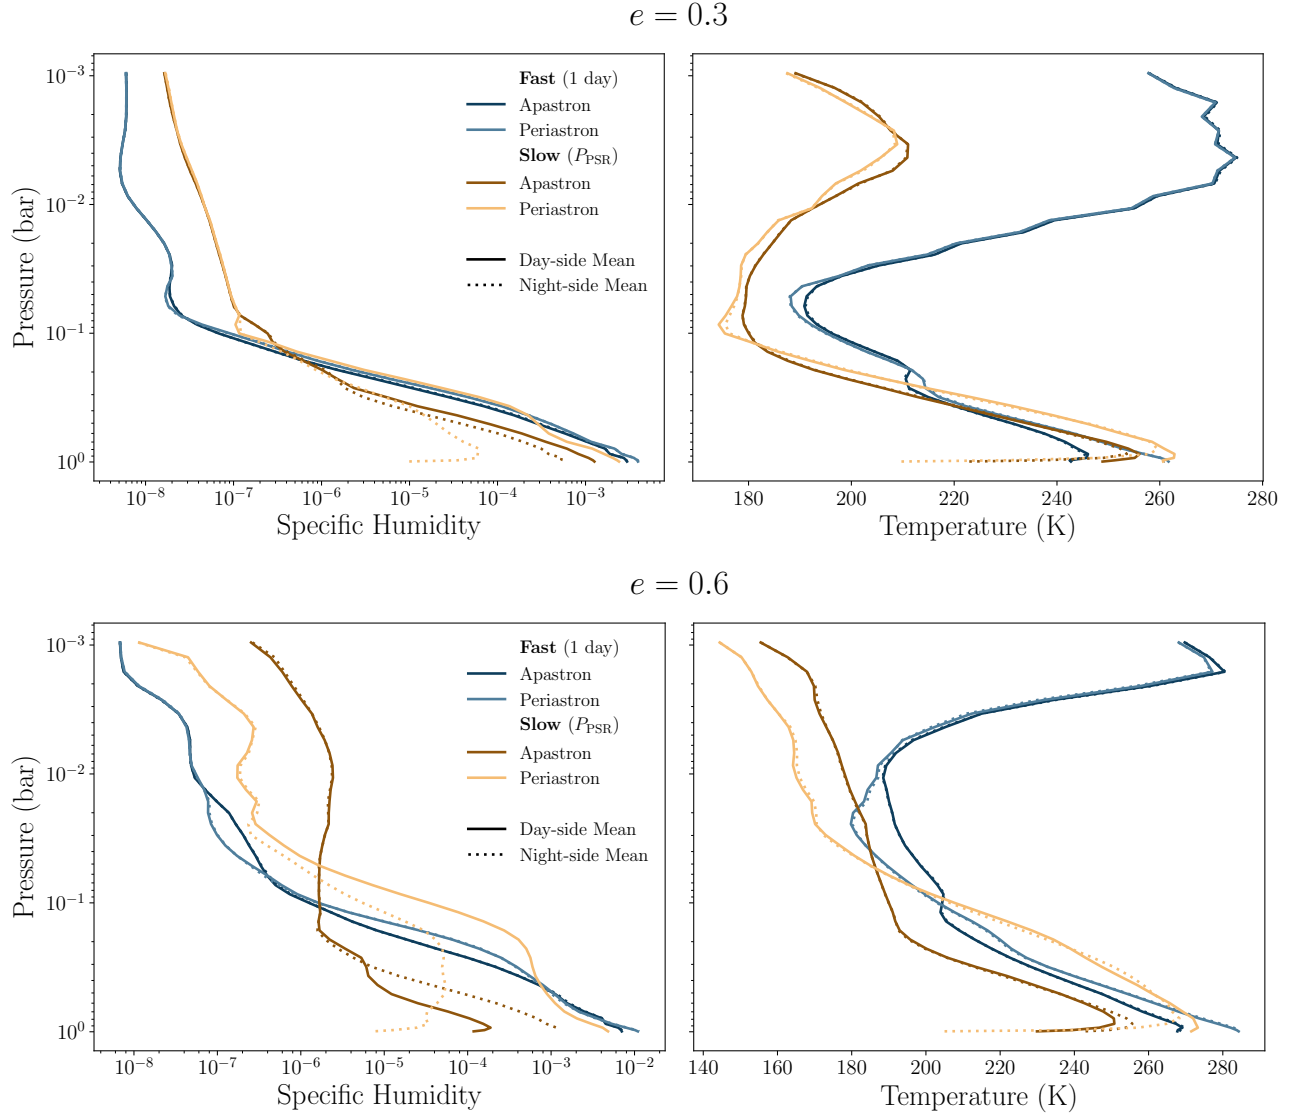 e = 0.3
10⁻³
10⁻²
10⁻¹
10⁰
Pressure (bar)
Fast (1 day)
Apastron
Periastron
Slow (P_PSR)
Apastron
Periastron
Day-side Mean
Night-side Mean
10⁻⁸ 10⁻⁷ 10⁻⁶ 10⁻⁵ 10⁻⁴ 10⁻³
Specific Humidity
180 200 220 240 260 280
Temperature (K)
e = 0.6
10⁻³
10⁻²
10⁻¹
10⁰
Pressure (bar)
Fast (1 day)
Apastron
Periastron
Slow (P_PSR)
Apastron
Periastron
Day-side Mean
Night-side Mean
10⁻⁸ 10⁻⁷ 10⁻⁶ 10⁻⁵ 10⁻⁴ 10⁻³ 10⁻²
Specific Humidity
140 160 180 200 220 240 260 280
Temperature (K)